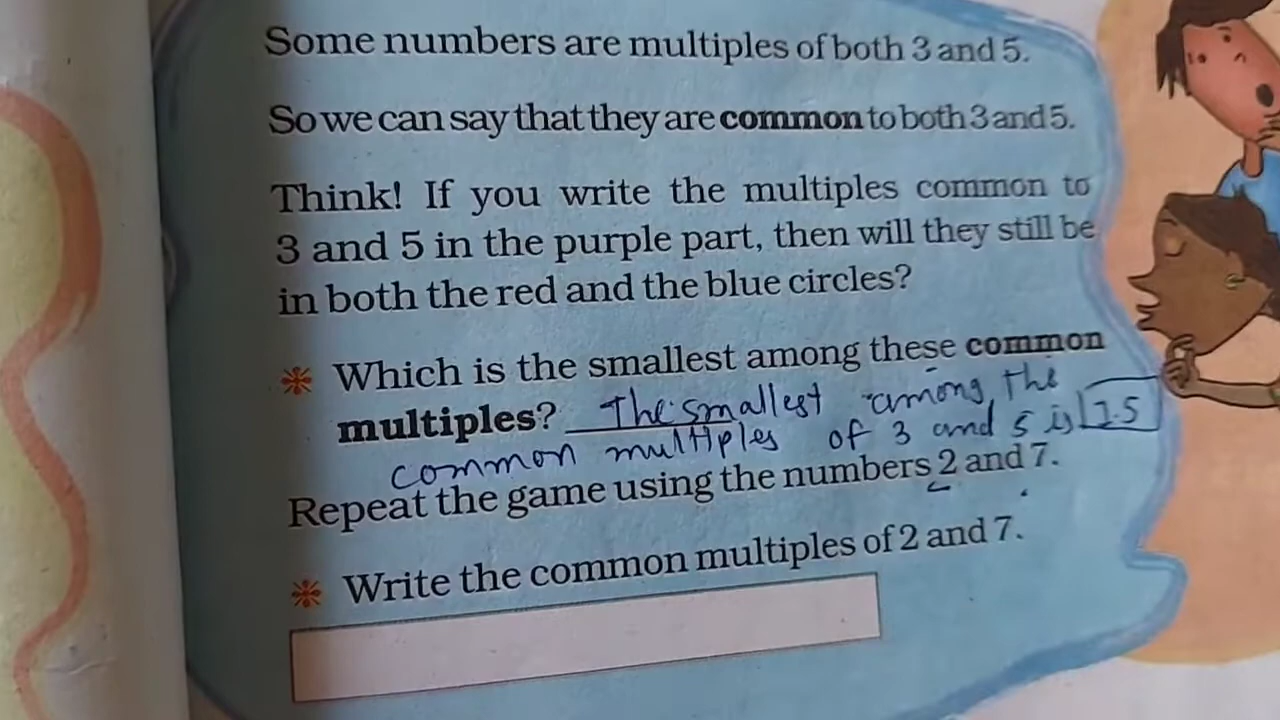 Some numbers are multiples of both 3 and 5.
So we can say that they are common to both 3 and 5.
Think! If you write the multiples common to
3 and 5 in the purple part, then will they still be
in both the red and the blue circles?
Which is the smallest among these common
multiples? The smallest among the
common multiples of 3 and 5 is 15
Repeat the game using the numbers 2 and 7.
Write the common multiples of 2 and 7.